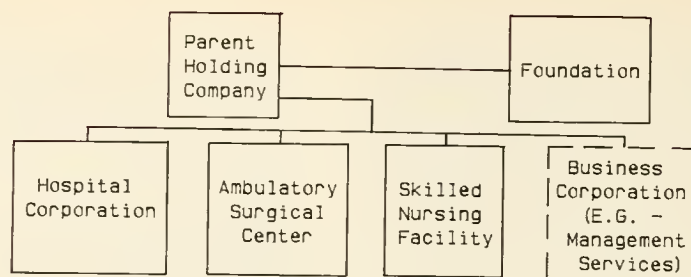 Parent
Holding
Company
Foundation
Hospital
Corporation
Ambulatory
Surgical
Center
Skilled
Nursing
Facility
Business
Corporation
(E.G. -
Management
Services)